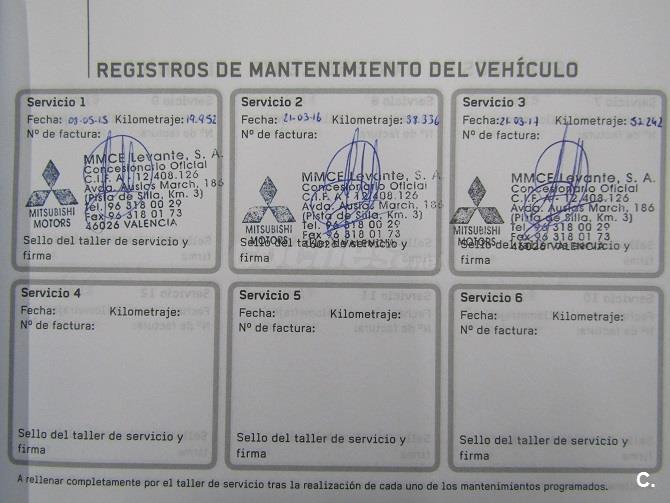 REGISTROS DE MANTENIMIENTO DEL VEHÍCULO
Servicio 1
Fecha: 09-05-15 Kilometraje: 19.952
Nº de factura:
MMCE Levante, S. A.
Concesionario Oficial
C.I.F. A - 12 408.126
Avda. Ausias March, 186
(Pista de Silla, Km. 3)
Tel. 96 318 00 29
Fax 96 318 01 73
46026 VALENCIA
MITSUBISHI
MOTORS
Sello del taller de servicio y
firma
Servicio 2
Fecha: 21-03-16 Kilometraje: 38.336
Nº de factura:
MMCE Levante, S. A.
Concesionario Oficial
C.I.F. A - 12 408.126
Avda. Ausias March, 186
(Pista de Silla, Km. 3)
Tel. 96 318 00 29
Fax 96 318 01 73
46026 VALENCIA
MITSUBISHI
MOTORS
Sello del taller de servicio y
firma
Servicio 3
Fecha: 21-03-17 Kilometraje: 52.242
Nº de factura:
MMCE Levante, S. A.
Concesionario Oficial
C.I.F. A - 12 408.126
Avda. Ausias March, 186
(Pista de Silla, Km. 3)
Tel. 96 318 00 29
Fax 96 318 01 73
46026 VALENCIA
MITSUBISHI
MOTORS
Sello del taller de servicio y
firma
Servicio 4
Fecha: Kilometraje:
Nº de factura:
Sello del taller de servicio y
firma
Servicio 5
Fecha: Kilometraje:
Nº de factura:
Sello del taller de servicio y
firma
Servicio 6
Fecha: Kilometraje:
Nº de factura:
Sello del taller de servicio y
firma
A rellenar completamente por el taller de servicio tras la realización de cada uno de los mantenimientos programados.
C.